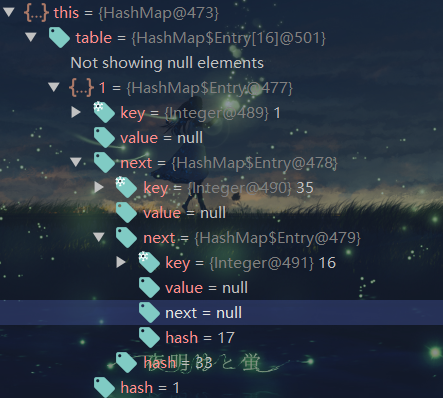 this = {HashMap@473}
table = {HashMap$Entry[16]@501}
Not showing null elements
1 = {HashMap$Entry@477}
key = {Integer@489} 1
value = null
next = {HashMap$Entry@478}
key = {Integer@490} 35
value = null
next = {HashMap$Entry@479}
key = {Integer@491} 16
value = null
next = null
hash = 17
hash = 33
hash = 1